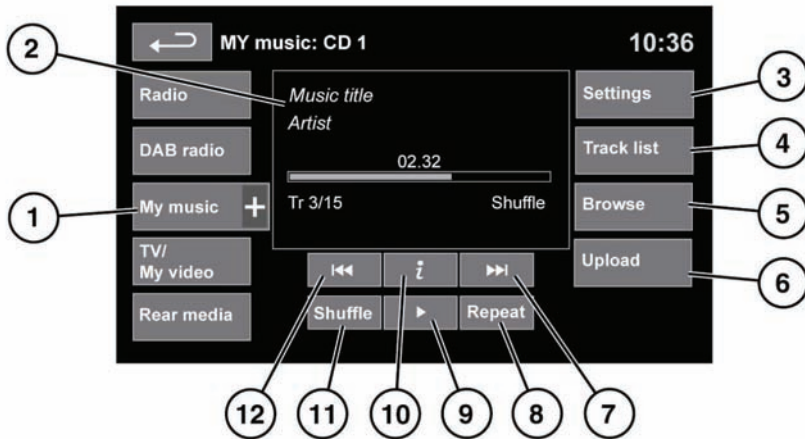 MY music: CD 1
10:36
Radio
DAB radio
My music +
TV/
My video
Rear media
Music title
Artist
02.32
Tr 3/15
Shuffle
i
Shuffle
Repeat
Settings
Track list
Browse
Upload
1
2
3
4
5
6
7
8
9
10
11
12